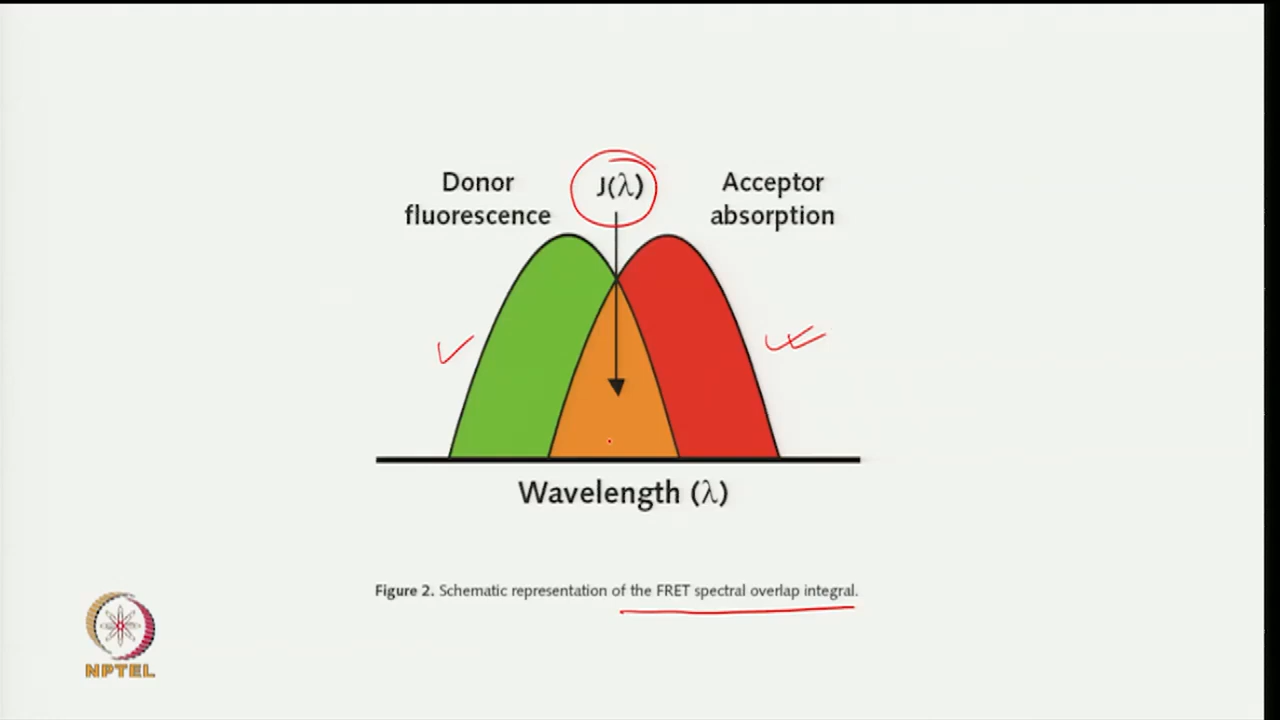 Donor
fluorescence
J(λ)
Acceptor
absorption
Wavelength (λ)
Figure 2. Schematic representation of the FRET spectral overlap integral.
NPTEL